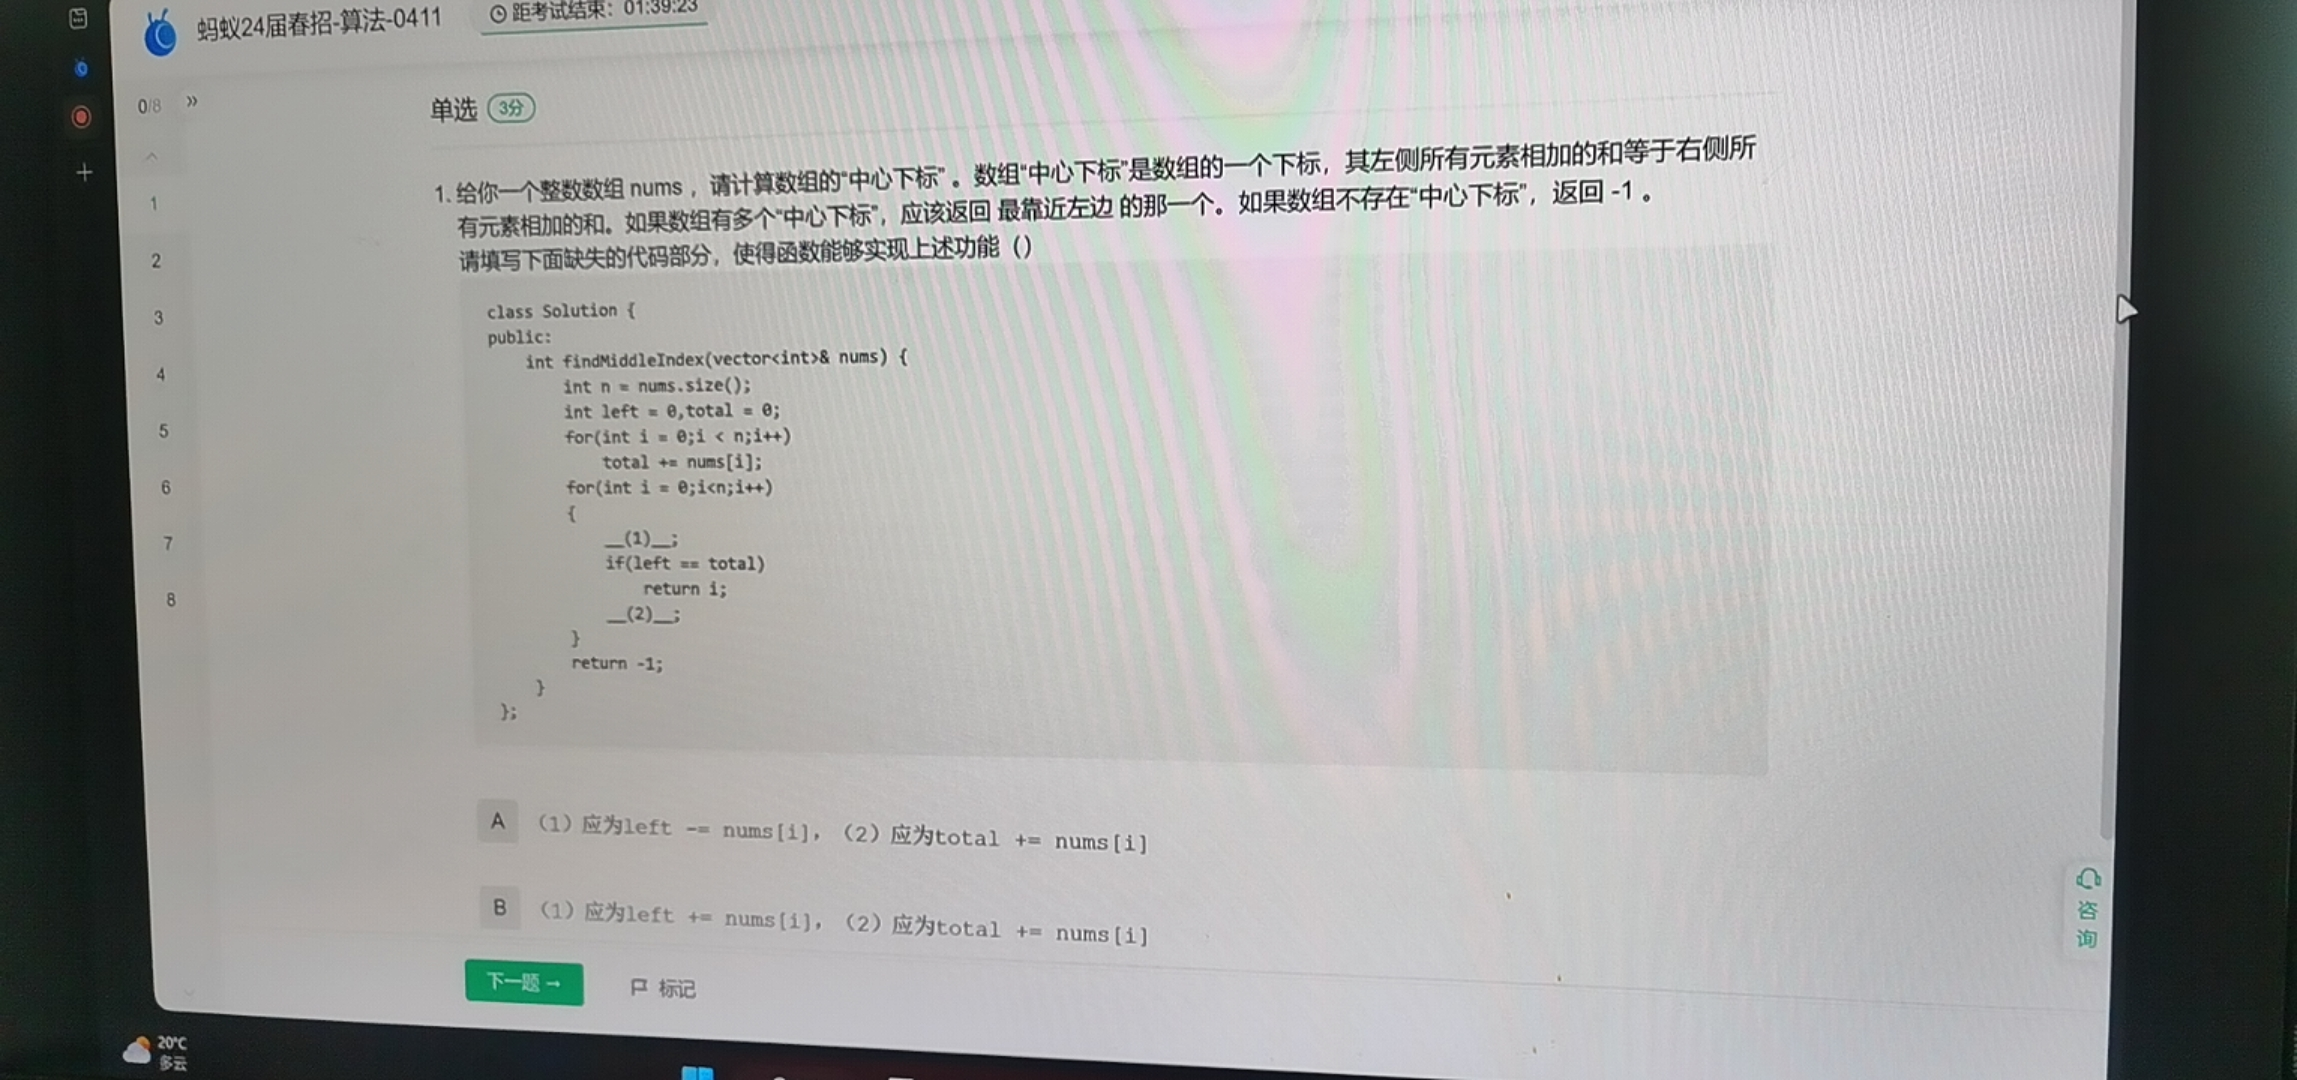 蚂蚁24届春招-算法-0411
距考试结束：01:39:23
0/8
单选 3分
1. 给你一个整数数组 nums ，请计算数组的“中心下标” 。数组“中心下标”是数组的一个下标，其左侧所有元素相加的和等于右侧所
有元素相加的和。如果数组有多个“中心下标”，应该返回 最靠近左边 的那一个。如果数组不存在“中心下标”，返回 -1 。
请填写下面缺失的代码部分，使得函数能够实现上述功能（）
1
2
3
4
5
6
7
8
class Solution {
public:
    int findMiddleIndex(vector<int>& nums) {
        int n = nums.size();
        int left = 0,total = 0;
        for(int i = 0;i < n;i++)
            total += nums[i];
        for(int i = 0;i<n;i++)
        {
            __(1)__;
            if(left == total)
                return i;
            __(2)__;
        }
        return -1;
    }
};
A （1）应为left -= nums[i]，（2）应为total += nums[i]
B （1）应为left += nums[i]，（2）应为total += nums[i]
下一题 →
标记
咨
询
20°C
多云